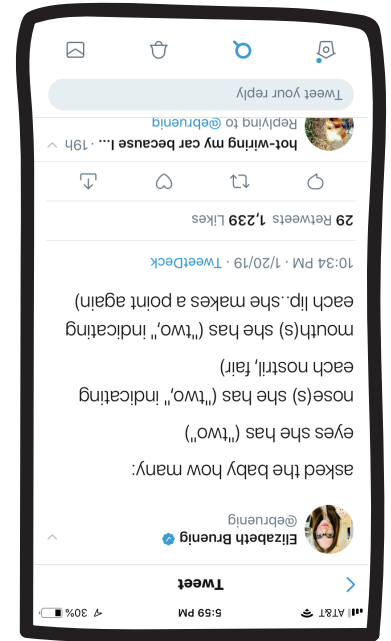 AT&T 5:59 PM 30%
Tweet
Elizabeth Bruenig
@ebruenig
asked the baby how many:
eyes she has ("two")
nose(s) she has ("two," indicating
each nostril, fair)
mouth(s) she has ("two," indicating
each lip...she makes a point again)
10:34 PM · 1/20/19 · TweetDeck
29 Retweets 1,239 Likes
hot-wiring my car because I... · 19h
Replying to @ebruenig
Tweet your reply